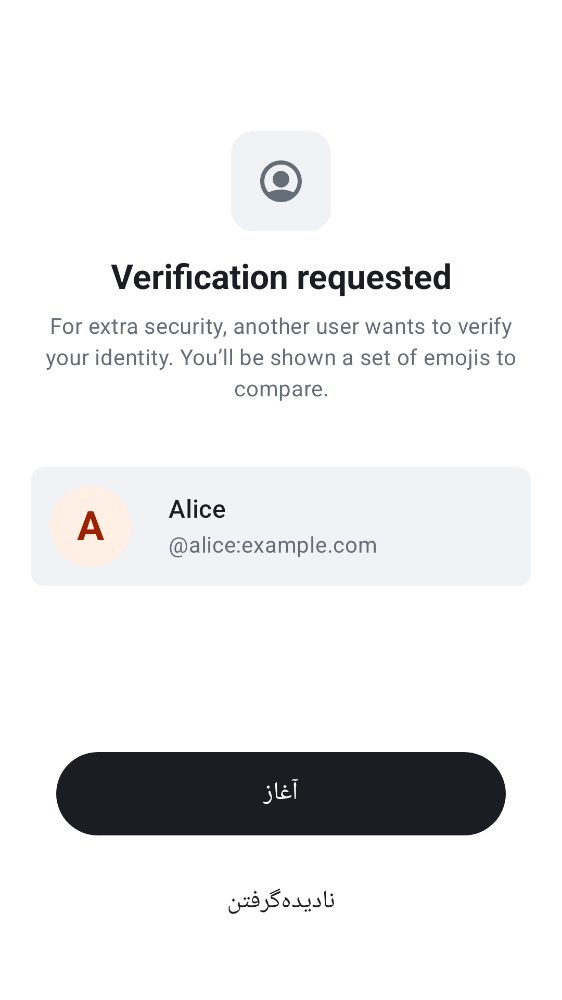 Verification requested
For extra security, another user wants to verify
your identity. You’ll be shown a set of emojis to
compare.
A
Alice
@alice:example.com
آغاز
نادیده‌گرفتن